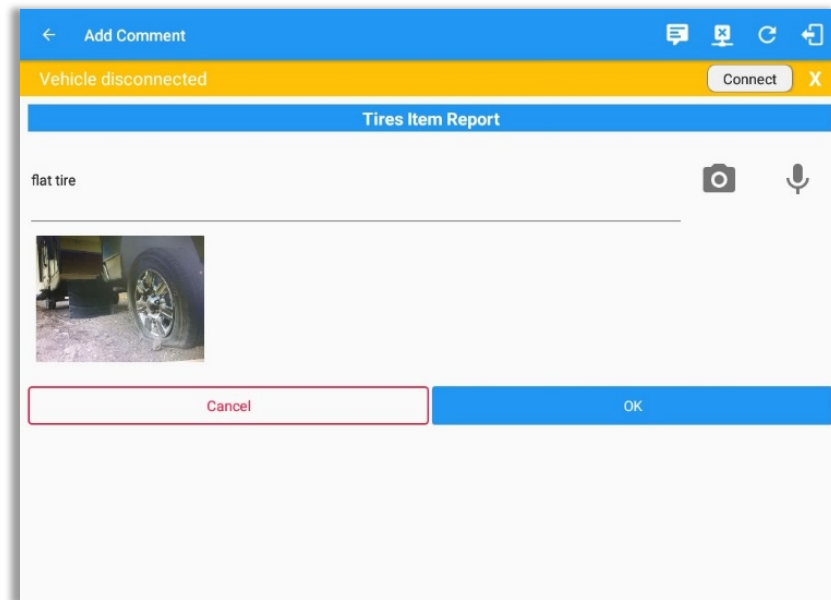 Add Comment
Vehicle disconnected
Connect
X
Tires Item Report
flat tire
Cancel
OK